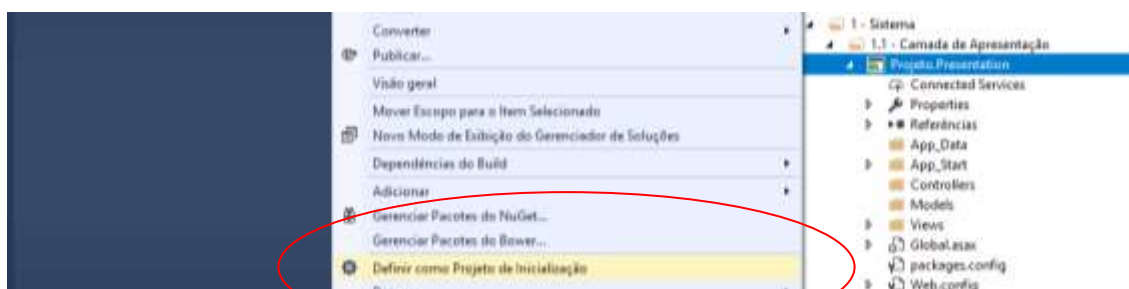 Converter
Publicar...
Visão geral
Mover Escopo para o Item Selecionado
Novo Modo de Exibição do Gerenciador de Soluções
Dependências do Build
Adicionar
Gerenciar Pacotes do NuGet...
Gerenciar Pacotes do Bower...
Definir como Projeto de Inicialização
1 - Sistema
1.1 - Camada de Apresentação
Projeto.Presentation
Connected Services
Properties
Referências
App_Data
App_Start
Controllers
Models
Views
Global.asax
packages.config
Web.config